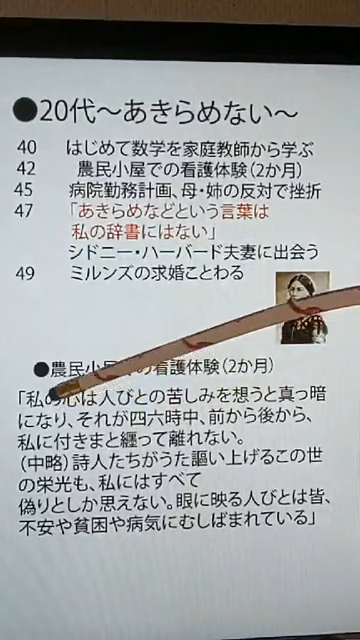 ●20代～あきらめない～
40 はじめて数学を家庭教師から学ぶ
42 農民小屋での看護体験(2か月)
45 病院勤務計画、母・姉の反対で挫折
47 「あきらめなどという言葉は
私の辞書にはない」
シドニー・ハーバード夫妻に出会う
49 ミルンズの求婚ことわる
●農民小屋での看護体験(2か月)
「私の心は人びとの苦しみを想うと真っ暗
になり、それが四六時中、前から後から、
私に付きまと纏って離れない。
(中略)詩人たちがうた謳い上げるこの世
の栄光も、私にはすべて
偽りとしか思えない。眼に映る人びとは皆、
不安や貧困や病気にむしばまれている」